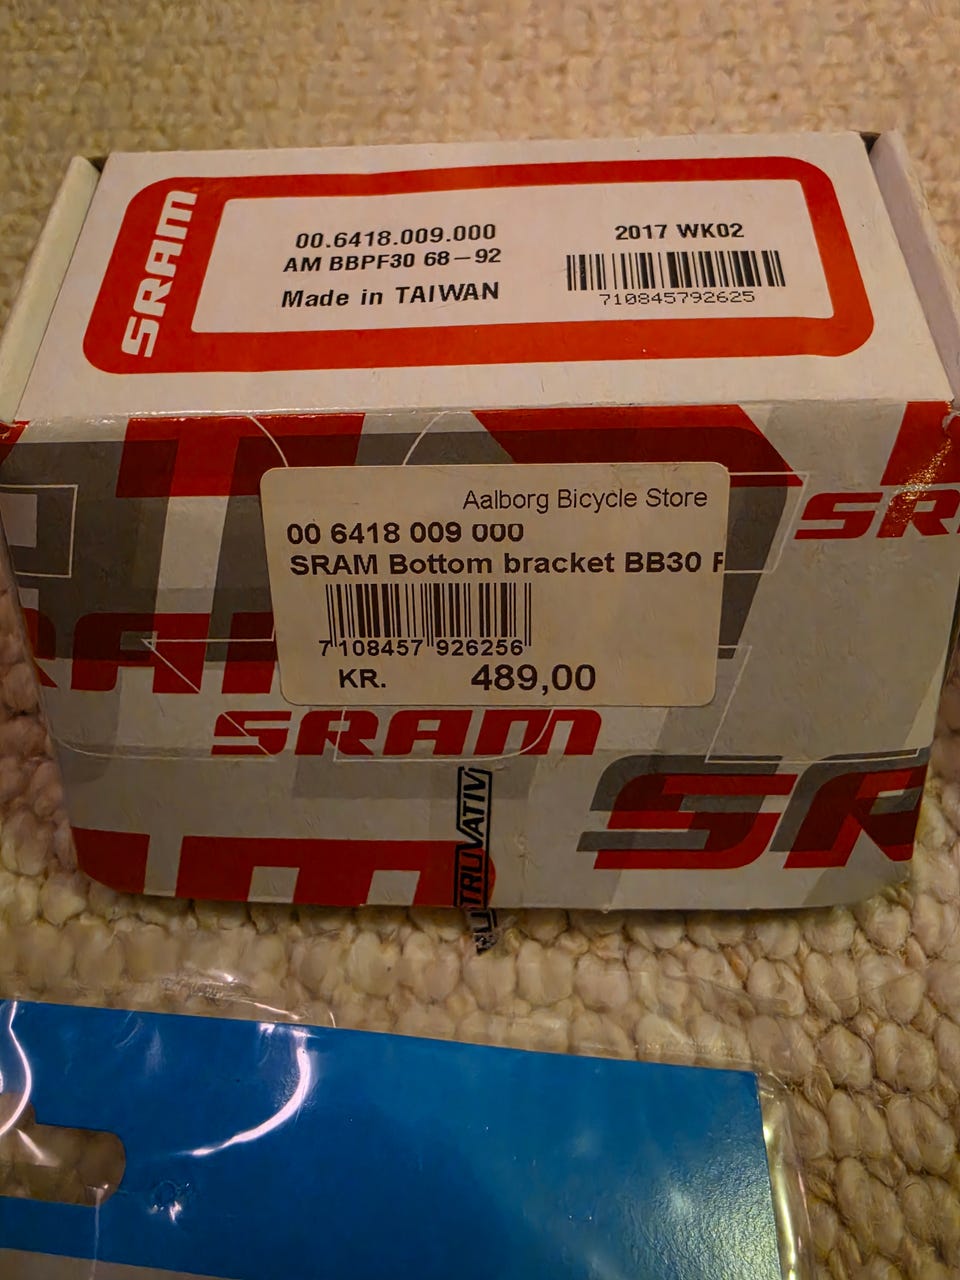 SRAM
00.6418.009.000
AM BBPF30 68-92
Made in TAIWAN
2017 WK02
710845792625
Aalborg Bicycle Store
00 6418 009 000
SRAM Bottom bracket BB30
7 108457 926256
KR. 489,00
SRAM